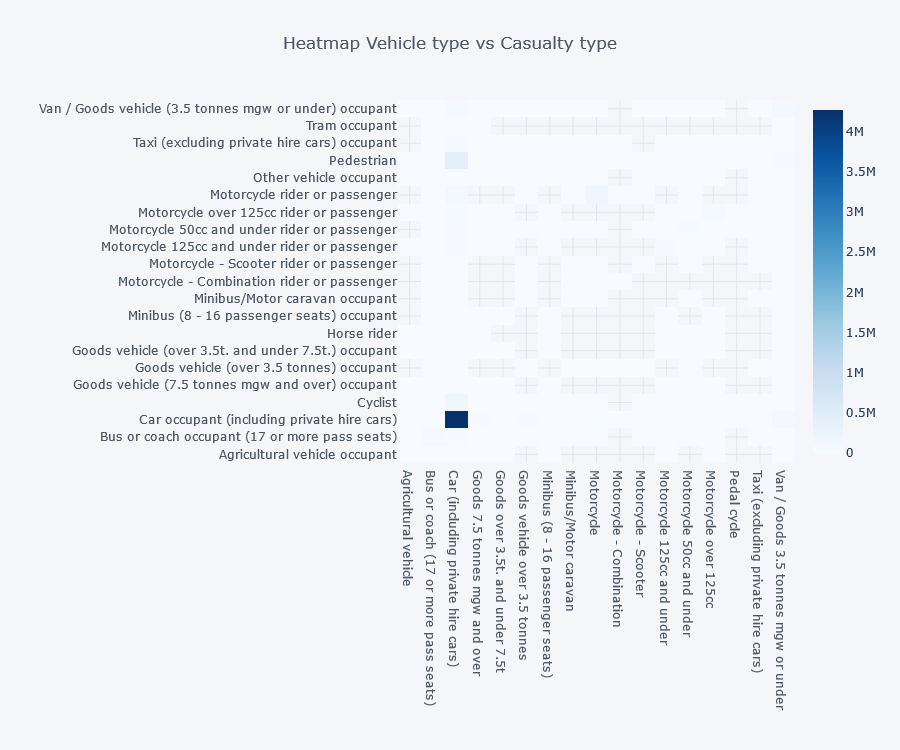 Heatmap Vehicle type vs Casualty type
Van / Goods vehicle (3.5 tonnes mgw or under) occupant
Tram occupant
Taxi (excluding private hire cars) occupant
Pedestrian
Other vehicle occupant
Motorcycle rider or passenger
Motorcycle over 125cc rider or passenger
Motorcycle 50cc and under rider or passenger
Motorcycle 125cc and under rider or passenger
Motorcycle - Scooter rider or passenger
Motorcycle - Combination rider or passenger
Minibus/Motor caravan occupant
Minibus (8 - 16 passenger seats) occupant
Horse rider
Goods vehicle (over 3.5t. and under 7.5t.) occupant
Goods vehicle (over 3.5 tonnes) occupant
Goods vehicle (7.5 tonnes mgw and over) occupant
Cyclist
Car occupant (including private hire cars)
Bus or coach occupant (17 or more pass seats)
Agricultural vehicle occupant
Agricultural vehicle
Bus or coach (17 or more pass seats)
Car (including private hire cars)
Goods 7.5 tonnes mgw and over
Goods over 3.5t. and under 7.5t
Goods vehicle over 3.5 tonnes
Minibus (8 - 16 passenger seats)
Minibus/Motor caravan
Motorcycle
Motorcycle - Combination
Motorcycle - Scooter
Motorcycle 125cc and under
Motorcycle 50cc and under
Motorcycle over 125cc
Pedal cycle
Taxi (excluding private hire cars)
Van / Goods 3.5 tonnes mgw or under
4M
3.5M
3M
2.5M
2M
1.5M
1M
0.5M
0